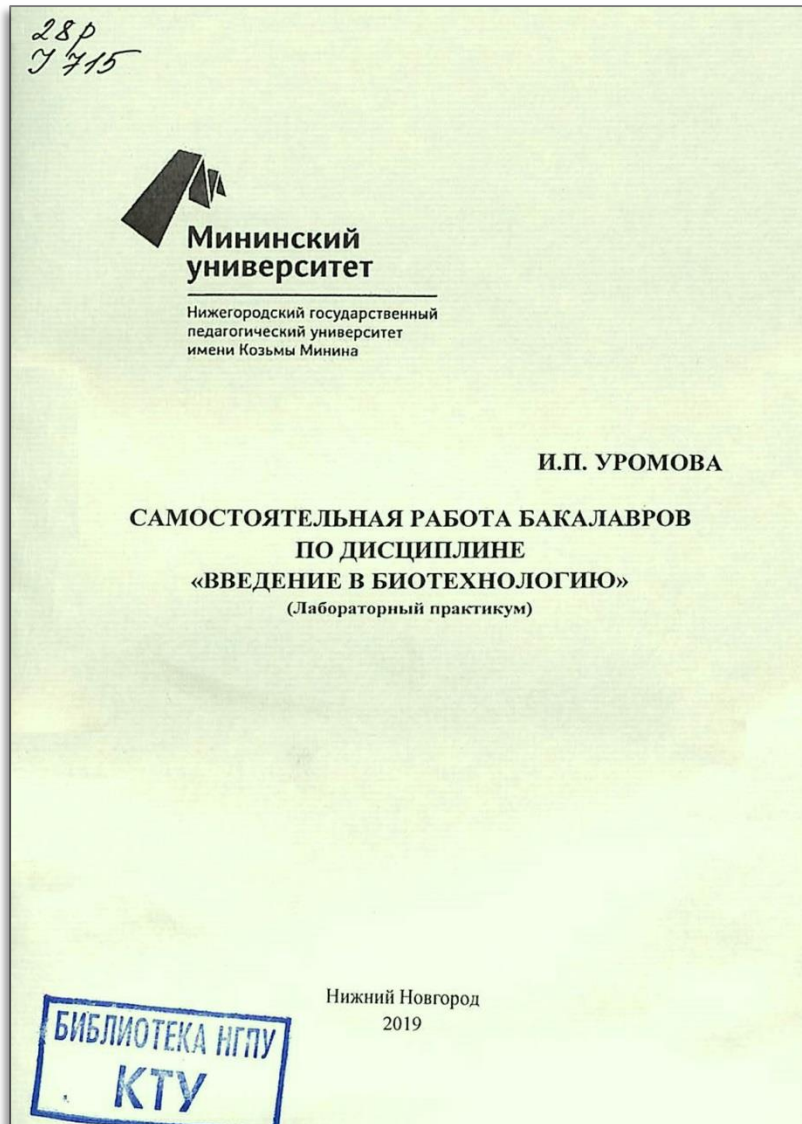 28р
У 715
Мининский
университет
Нижегородский государственный
педагогический университет
имени Козьмы Минина
И.П. УРОМОВА
САМОСТОЯТЕЛЬНАЯ РАБОТА БАКАЛАВРОВ
ПО ДИСЦИПЛИНЕ
«ВВЕДЕНИЕ В БИОТЕХНОЛОГИЮ»
(Лабораторный практикум)
Нижний Новгород
2019
БИБЛИОТЕКА НГПУ
КТУ